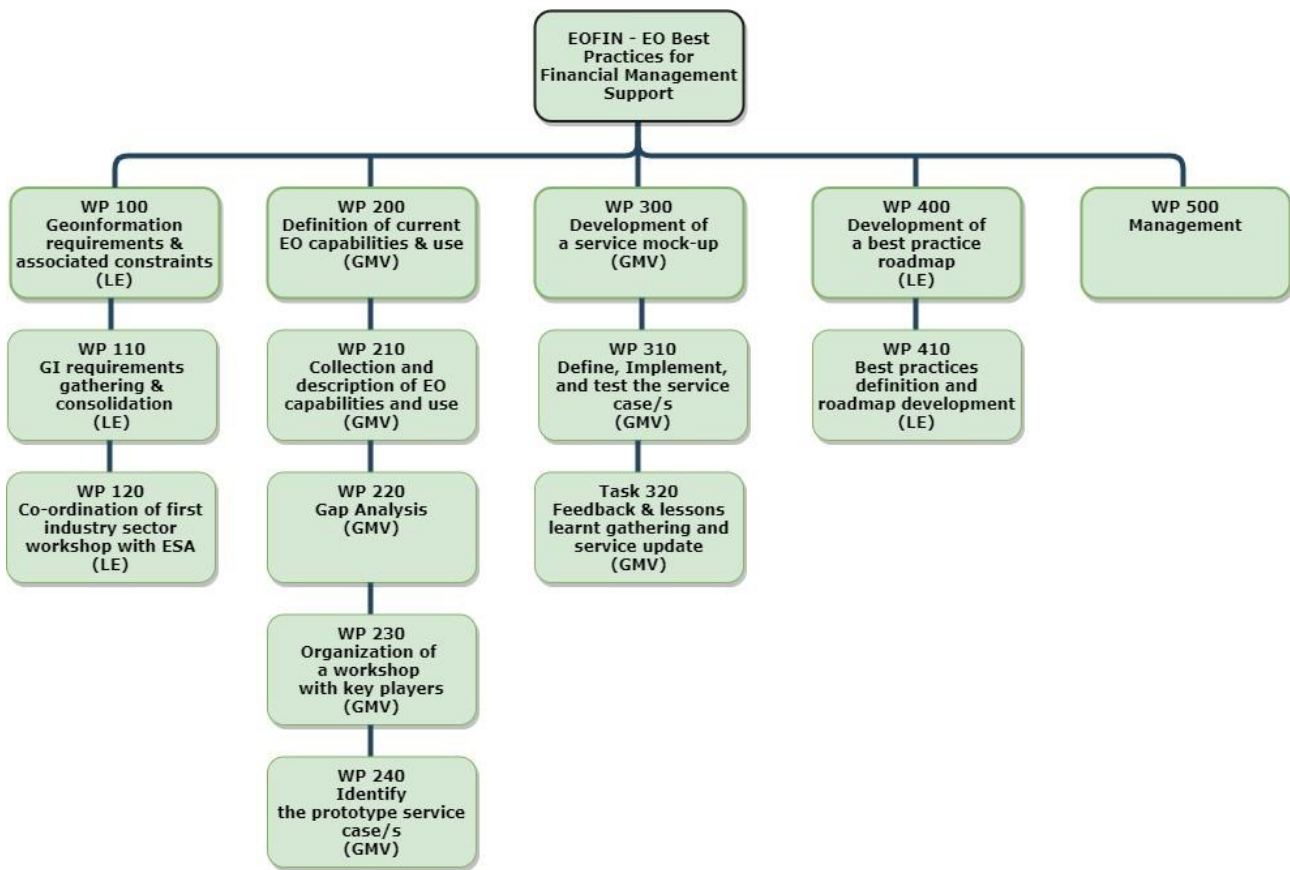 EOFIN - EO Best
Practices for
Financial Management
Support
WP 100
Geoinformation
requirements &
associated constraints
(LE)
WP 200
Definition of current
EO capabilities & use
(GMV)
WP 300
Development of
a service mock-up
(GMV)
WP 400
Development of
a best practice
roadmap
(LE)
WP 500
Management
WP 110
GI requirements
gathering &
consolidation
(LE)
WP 210
Collection and
description of EO
capabilities and use
(GMV)
WP 310
Define, Implement,
and test the service
case/s
(GMV)
WP 410
Best practices
definition and
roadmap development
(LE)
WP 120
Co-ordination of first
industry sector
workshop with ESA
(LE)
WP 220
Gap Analysis
(GMV)
Task 320
Feedback & lessons
learnt gathering and
service update
(GMV)
WP 230
Organization of
a workshop
with key players
(GMV)
WP 240
Identify
the prototype service
case/s
(GMV)